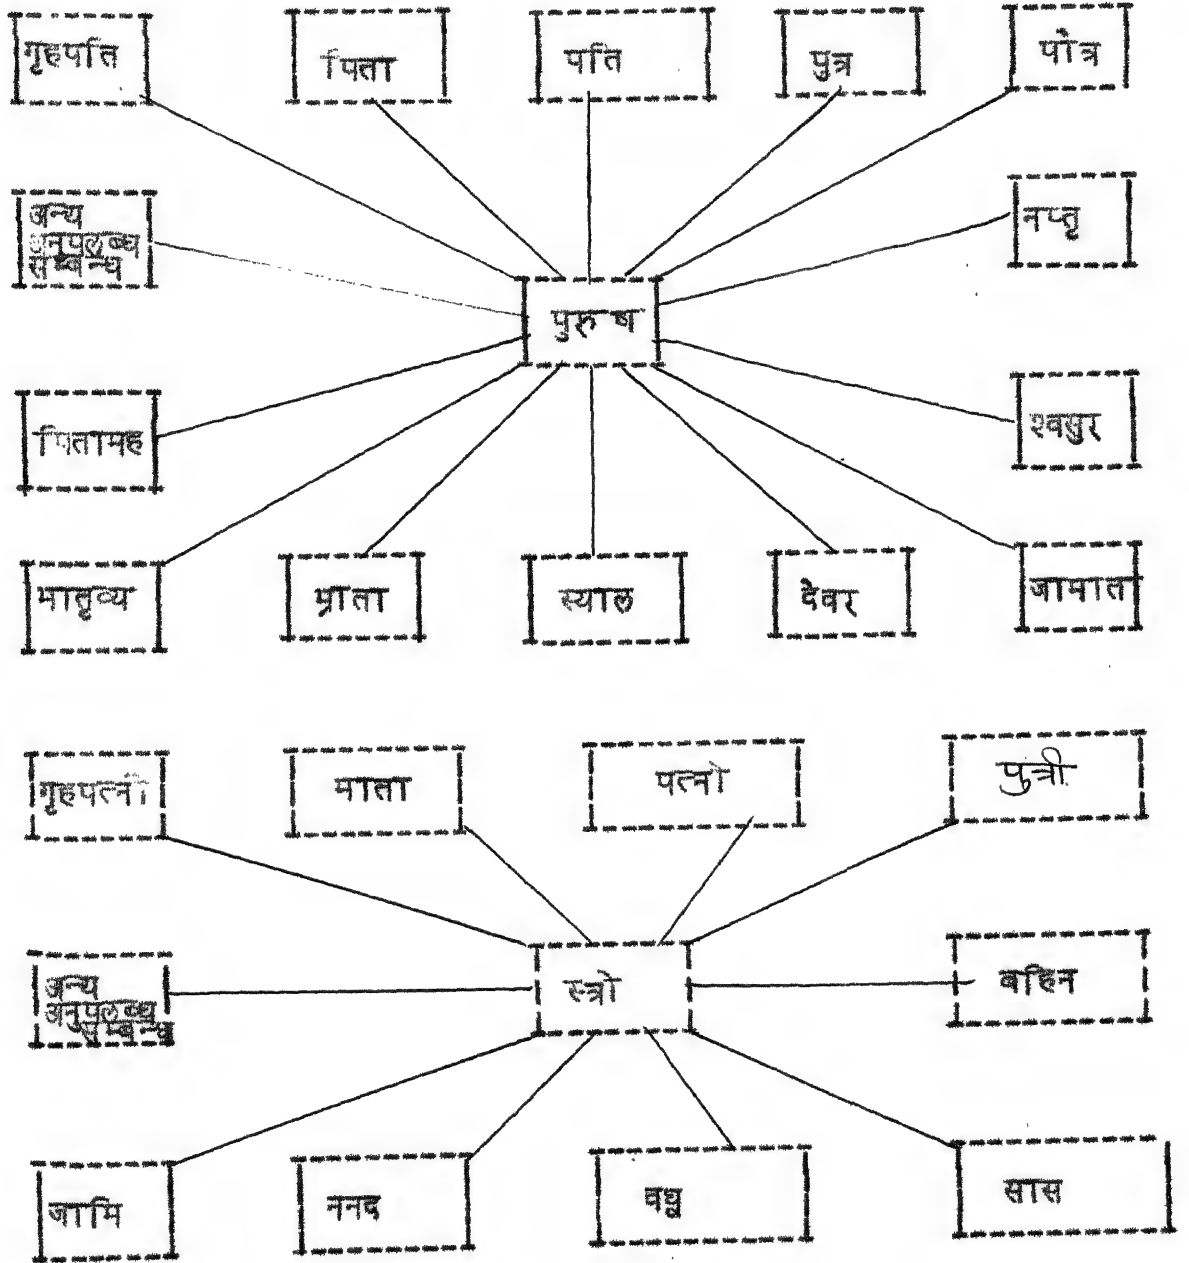 गृहपति
पिता
पति
पुत्र
पौत्र
अन्य
अनुपलब्ध
सम्बन्ध
नप्तृ
पुरुष
पितामह
श्वसुर
भातृव्य
भ्राता
स्याल
देवर
जामाता
गृहपत्नी
माता
पत्नी
पुत्री
अन्य
अनुपलब्ध
सम्बन्ध
स्त्री
बहिन
जामि
ननद
वधू
सास